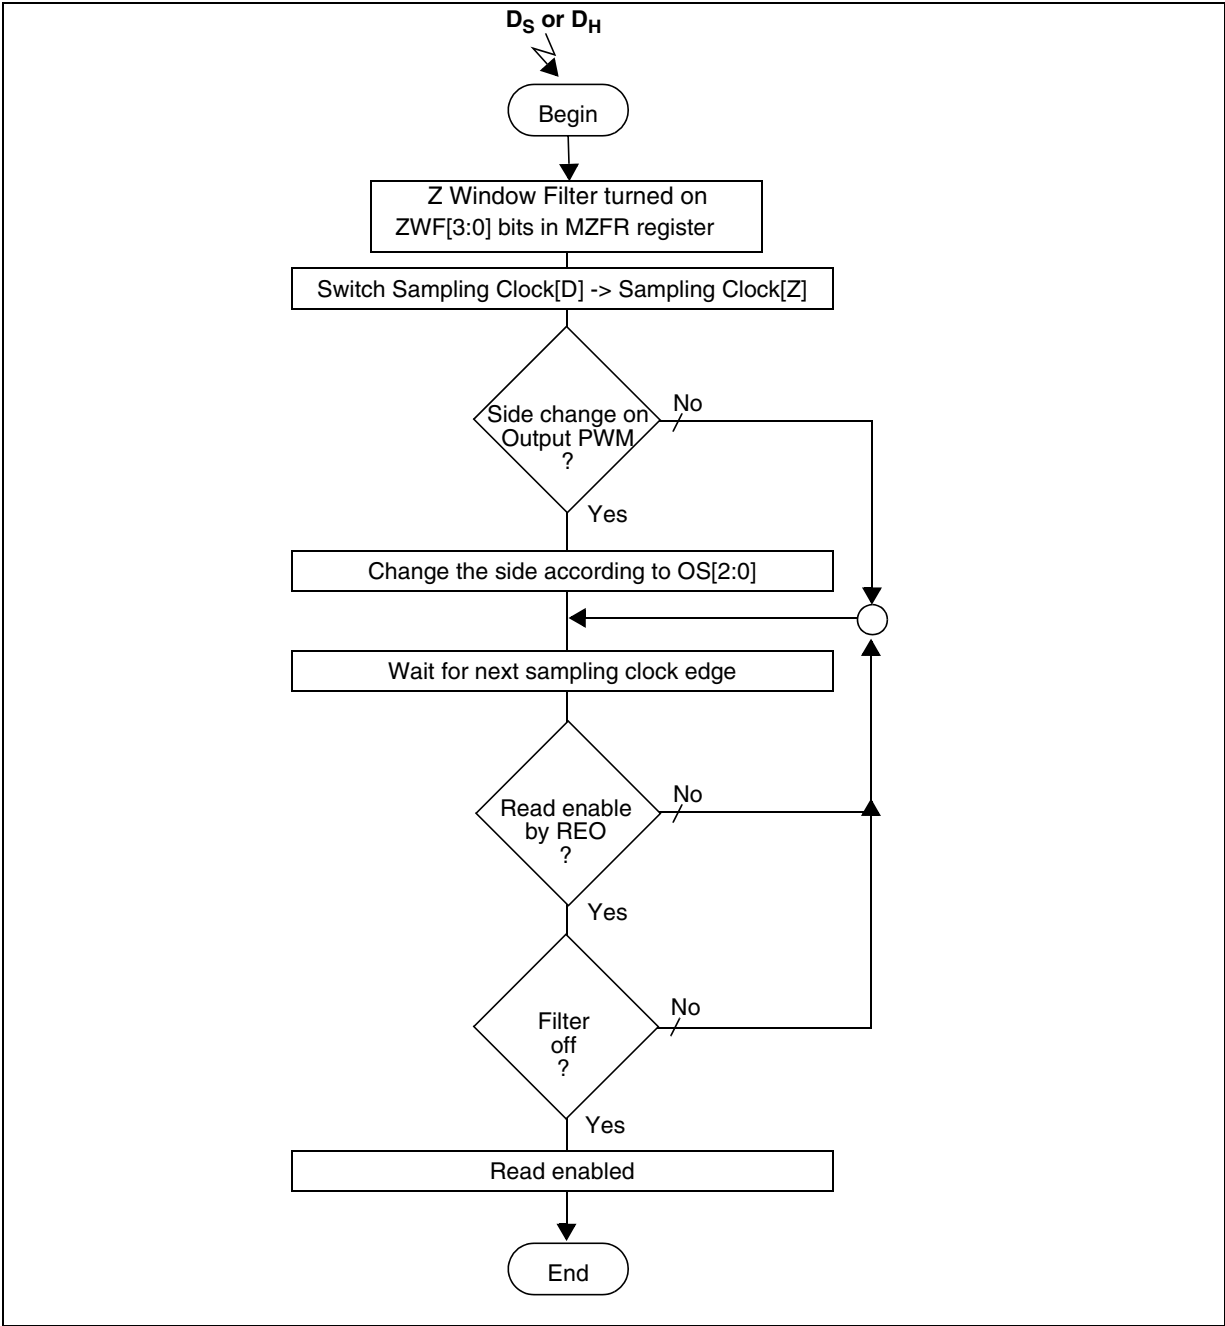 DS or DH
Begin
Z Window Filter turned on
ZWF[3:0] bits in MZFR register
Switch Sampling Clock[D] -> Sampling Clock[Z]
Side change on
Output PWM
?
No
Yes
Change the side according to OS[2:0]
Wait for next sampling clock edge
Read enable
by REO
?
No
Yes
Filter
off
?
No
Yes
Read enabled
End